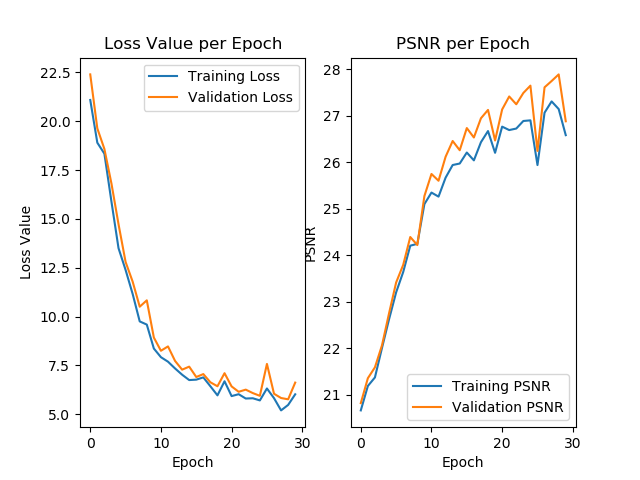 Loss Value per Epoch
Loss Value
22.5
20.0
17.5
15.0
12.5
10.0
7.5
5.0
0
10
20
30
Epoch
Training Loss
Validation Loss
PSNR per Epoch
PSNR
28
27
26
25
24
23
22
21
0
10
20
30
Epoch
Training PSNR
Validation PSNR